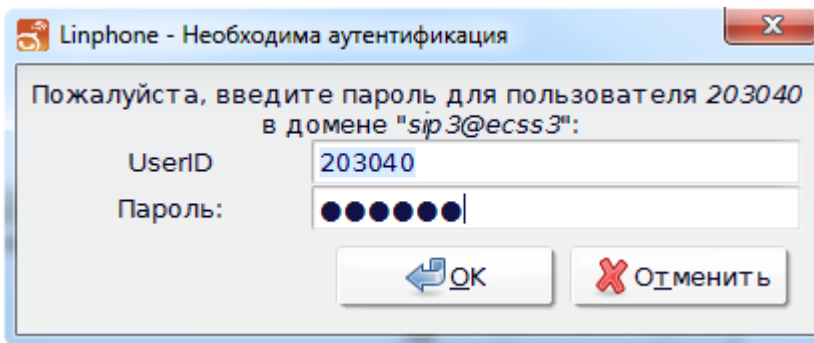 Linphone - Необходима аутентификация
Пожалуйста, введите пароль для пользователя 203040
в домене "sip3@ecss3":
UserID 203040
Пароль: ●●●●●●
OK Отменить